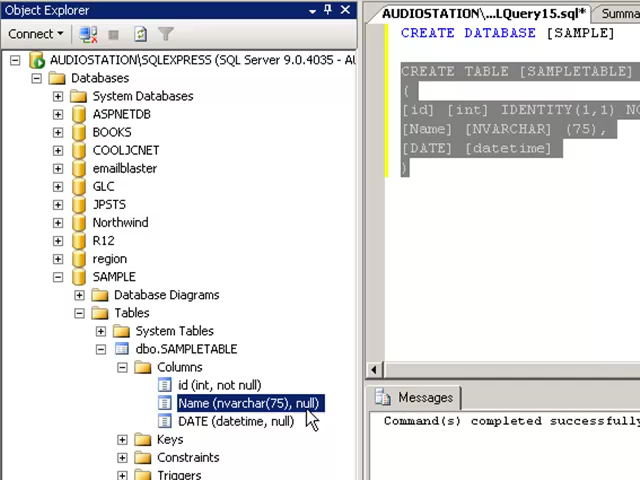 Object Explorer
Connect
AUDIOSTATION\SQLEXPRESS (SQL Server 9.0.4035 - AU
Databases
System Databases
ASPNETDB
BOOKS
COOLJCNET
emailblaster
GLC
JPSTS
Northwind
R12
region
SAMPLE
Database Diagrams
Tables
System Tables
dbo.SAMPLETABLE
Columns
id (int, not null)
Name (nvarchar(75), null)
DATE (datetime, null)
Keys
Constraints
Triggers
AUDIOSTATION\...LQuery15.sql*
Summa
CREATE DATABASE [SAMPLE]
CREATE TABLE [SAMPLETABLE]
(
[id] [int] IDENTITY(1,1) NO
[Name] [NVARCHAR] (75),
[DATE] [datetime]
)
Messages
Command(s) completed successfully